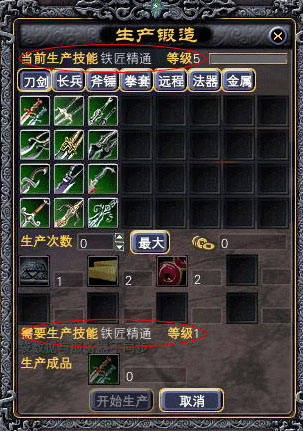 生产锻造
当前生产技能 铁匠精通 等级5
刀剑 长兵 斧锤 拳套 远程 法器 金属
生产次数 0 最大 0
1 2 2
需要生产技能 铁匠精通 等级1
生产成品 0
开始生产 取消